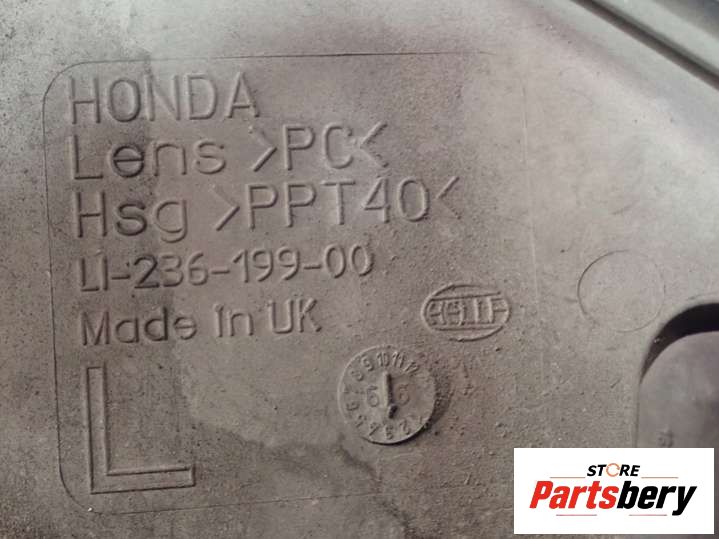 HONDA
Lens >PC<
Hsg >PPT40<
LI-236-199-00
Made in UK
HELLA
L
STORE
Partsbery